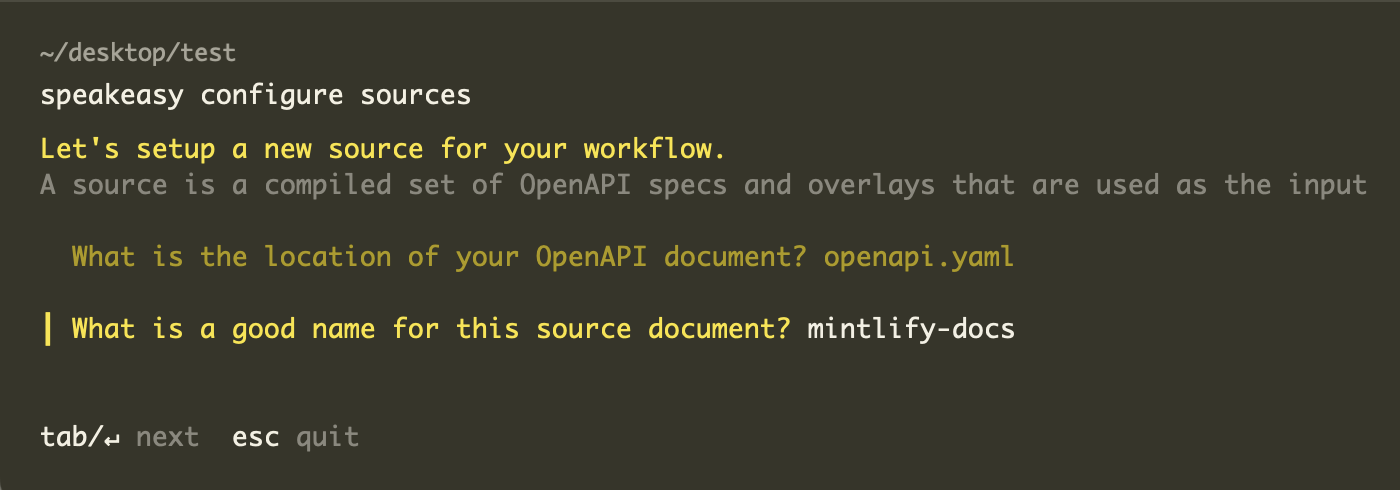 ~/desktop/test
speakeasy configure sources
Let's setup a new source for your workflow.
A source is a compiled set of OpenAPI specs and overlays that are used as the input
What is the location of your OpenAPI document? openapi.yaml
What is a good name for this source document? mintlify-docs
tab/↵ next  esc quit